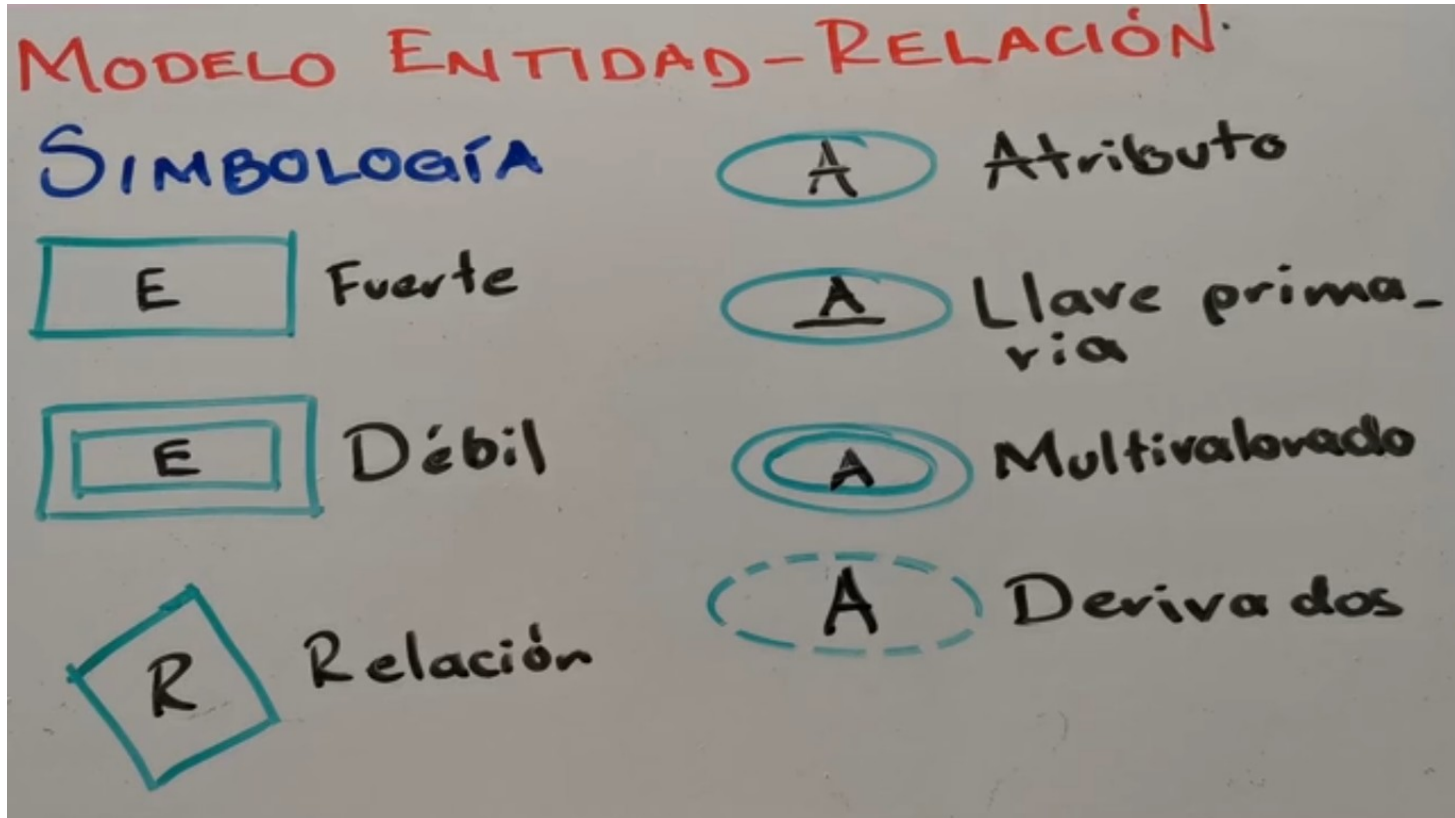 MODELO ENTIDAD-RELACIÓN.
SIMBOLOGÍA
E Fuerte
E Débil
R Relación
A Atributo
A Llave prima-
ria
A Multivalorado
A Derivados